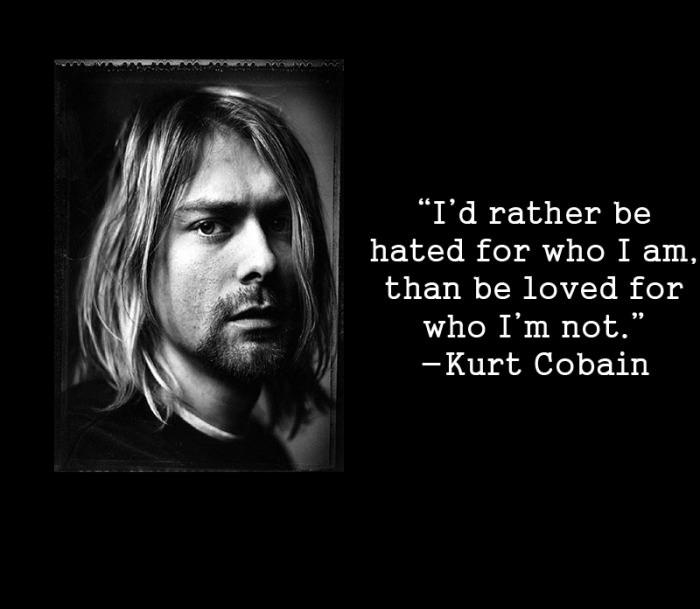 “I’d rather be
hated for who I am,
than be loved for
who I’m not.”
—Kurt Cobain